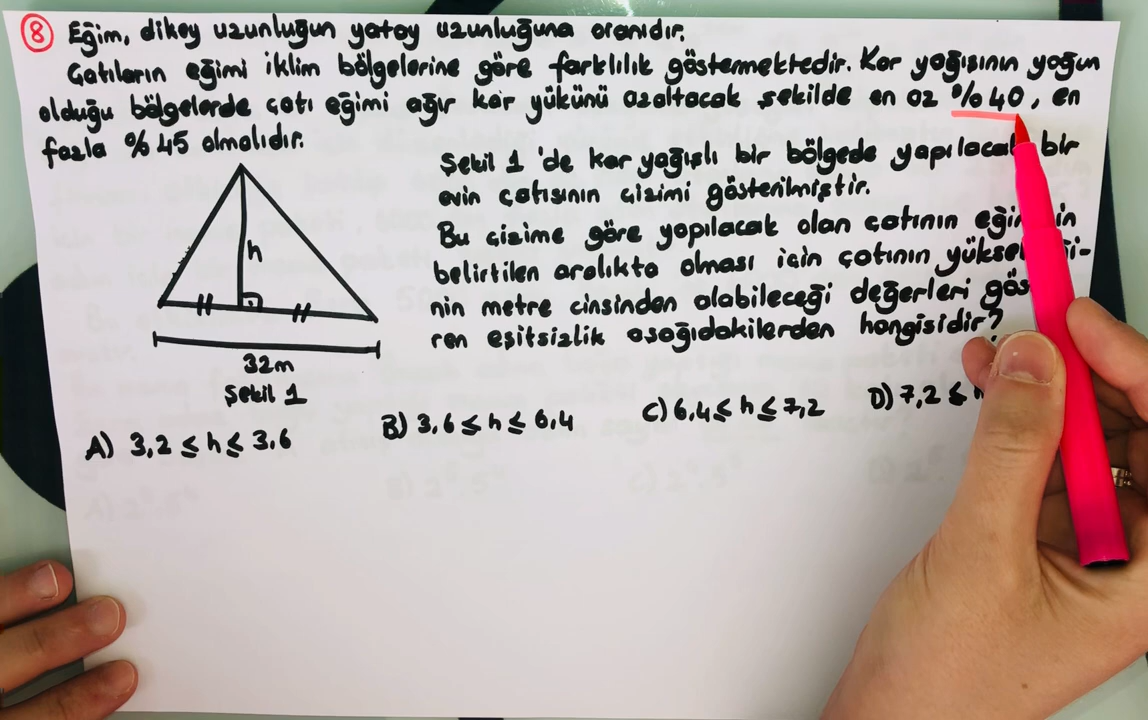 8 Eğim, dikey uzunluğun yatay uzunluğuna oranıdır.
Çatıların eğimi iklim bölgelerine göre farklılık göstermektedir. Kar yağışının yoğun
olduğu bölgelerde çatı eğimi ağır kar yükünü azaltacak şekilde en az %40, en
fazla %45 olmalıdır.
Şekil 1'de kar yağışlı bir bölgede yapılacak bir
evin çatısının çizimi gösterilmiştir.
Bu çizime göre yapılacak olan çatının
belirtilen aralıkta olması için çatının
nin metre cinsinden alabileceği değerleri
ren eşitsizlik aşağıdakilerden hangisidir?
h
32m
Şekil 1
A) 3,2 ≤ h ≤ 3,6
B) 3,6 ≤ h ≤ 6,4
C) 6,4 ≤ h ≤ 7,2
D) 7,2 ≤